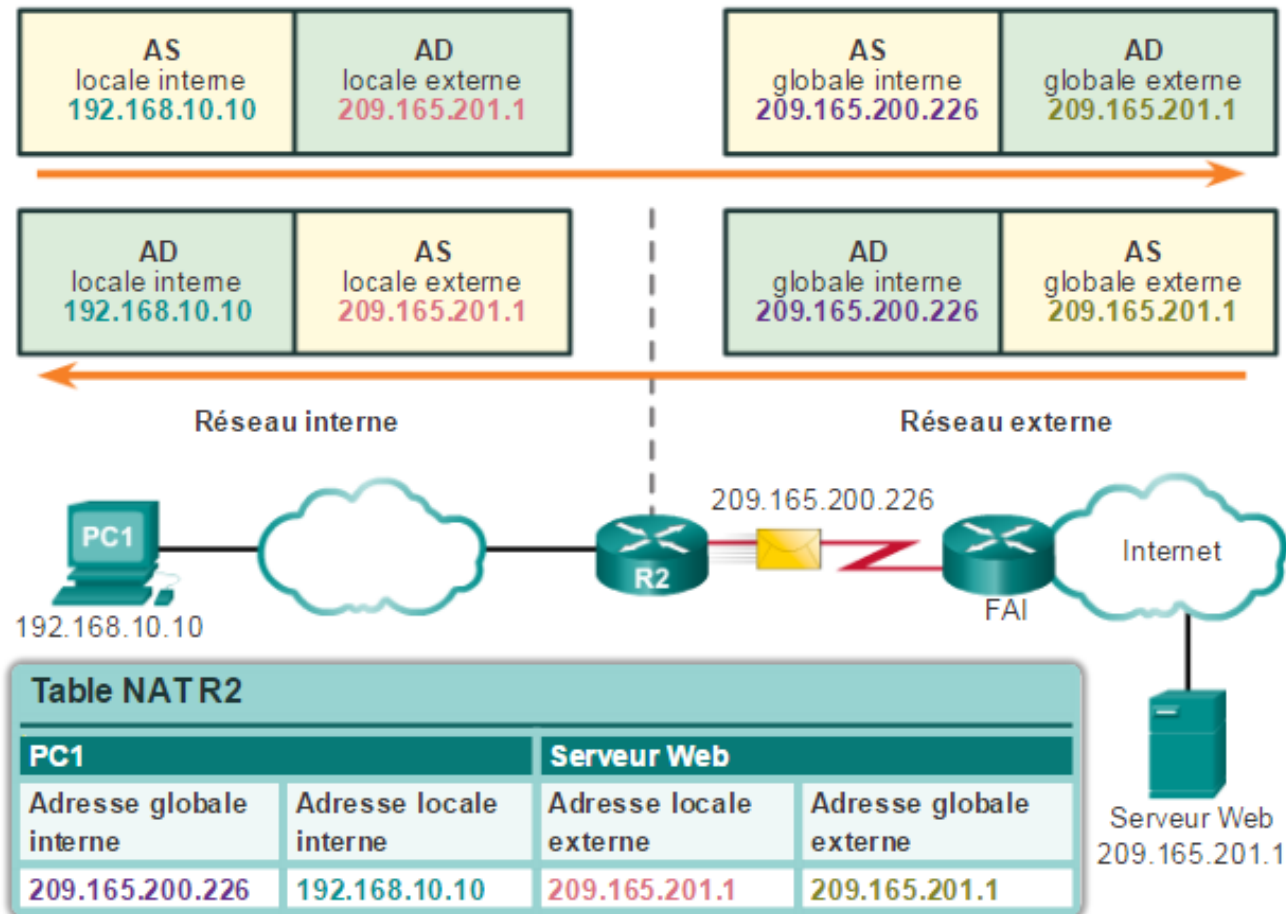 AS
locale interne
192.168.10.10
AD
locale externe
209.165.201.1
AS
globale interne
209.165.200.226
AD
globale externe
209.165.201.1
AD
locale interne
192.168.10.10
AS
locale externe
209.165.201.1
AD
globale interne
209.165.200.226
AS
globale externe
209.165.201.1
Réseau interne
Réseau externe
209.165.200.226
PC1
R2
Internet
FAI
192.168.10.10
Serveur Web
209.165.201.1
Table NAT R2
PC1
Serveur Web
Adresse globale
interne
Adresse locale
interne
Adresse locale
externe
Adresse globale
externe
209.165.200.226
192.168.10.10
209.165.201.1
209.165.201.1